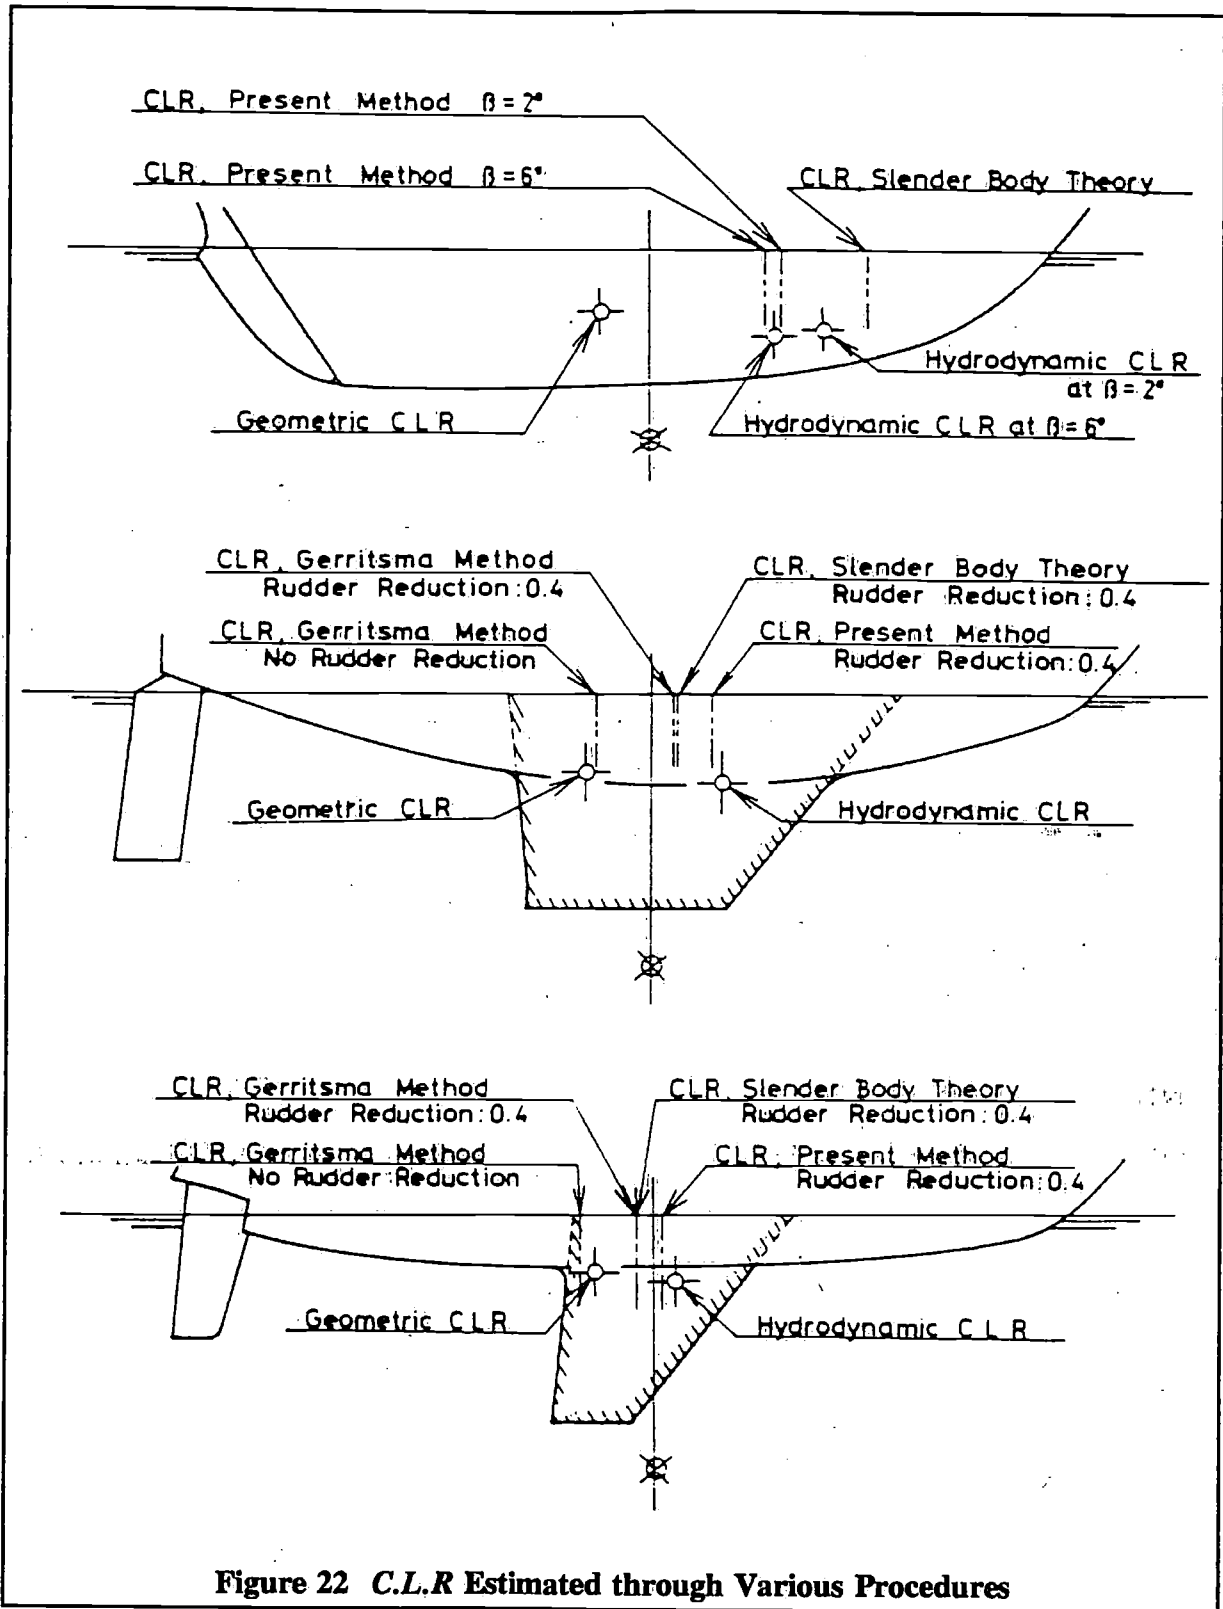 CLR, Present Method β=2°
CLR, Present Method β=6°
CLR, Slender Body Theory
Hydrodynamic CLR
at β=2°
Geometric CLR
Hydrodynamic CLR at β=6°
CLR, Gerritsma Method
Rudder Reduction:0.4
CLR, Slender Body Theory
Rudder Reduction:0.4
CLR, Gerritsma Method
No Rudder Reduction
CLR, Present Method
Rudder Reduction:0.4
Geometric CLR
Hydrodynamic CLR
CLR, Gerritsma Method
Rudder Reduction:0.4
CLR, Slender Body Theory
Rudder Reduction:0.4
CLR, Gerritsma Method
No Rudder Reduction
CLR, Present Method
Rudder Reduction:0.4
Geometric CLR
Hydrodynamic CLR
Figure 22 C.L.R Estimated through Various Procedures